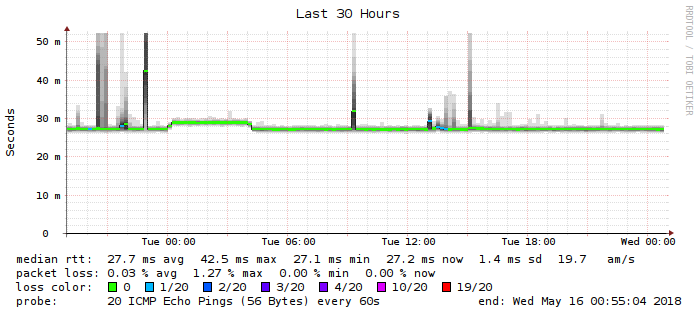 Last 30 Hours
RRDTOOL / TOBI OETIKER
Seconds
50 m
40 m
30 m
20 m
10 m
0
Tue 00:00 Tue 06:00 Tue 12:00 Tue 18:00 Wed 00:00
median rtt: 27.7 ms avg 42.5 ms max 27.1 ms min 27.2 ms now 1.4 ms sd 19.7 am/s
packet loss: 0.03 % avg 1.27 % max 0.00 % min 0.00 % now
loss color: 0 1/20 2/20 3/20 4/20 10/20 19/20
probe: 20 ICMP Echo Pings (56 Bytes) every 60s end: Wed May 16 00:55:04 2018